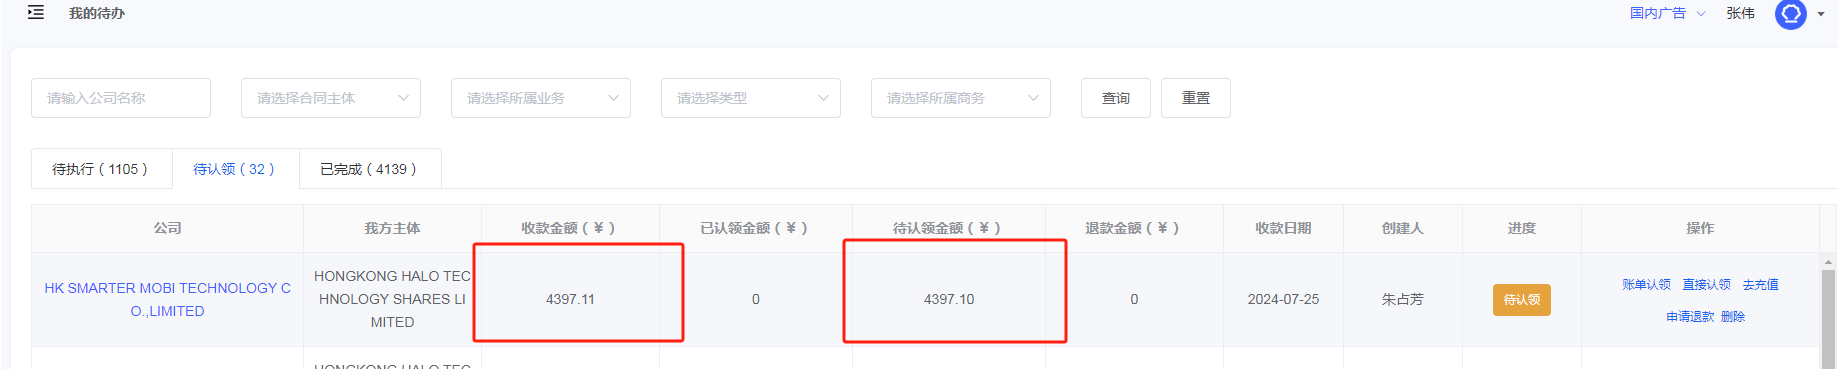 我的待办
国内广告
张伟
请输入公司名称
请选择合同主体
请选择所属业务
请选择类型
请选择所属商务
查询
重置
待执行（1105）
待认领（32）
已完成（4139）
公司
我方主体
收款金额（¥）
已认领金额（¥）
待认领金额（¥）
退款金额（¥）
收款日期
创建人
进度
操作
HK SMARTER MOBI TECHNOLOGY C
O.,LIMITED
HONGKONG HALO TEC
HNOLOGY SHARES LI
MITED
4397.11
0
4397.10
0
2024-07-25
朱占芳
待认领
账单认领 直接认领 去充值
申请退款 删除
HONGKONG HALO TEC